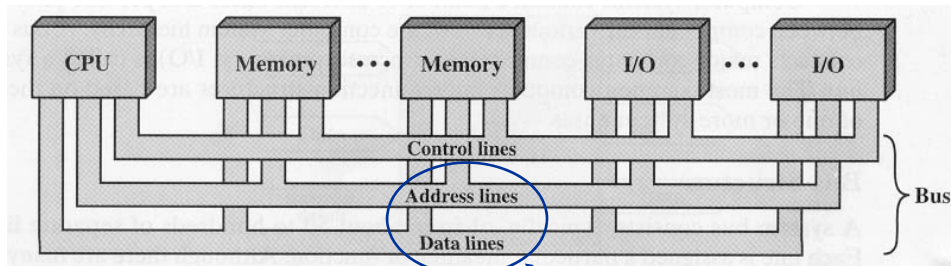 CPU Memory ··· Memory I/O ··· I/O
Control lines
Address lines
Data lines
Bus